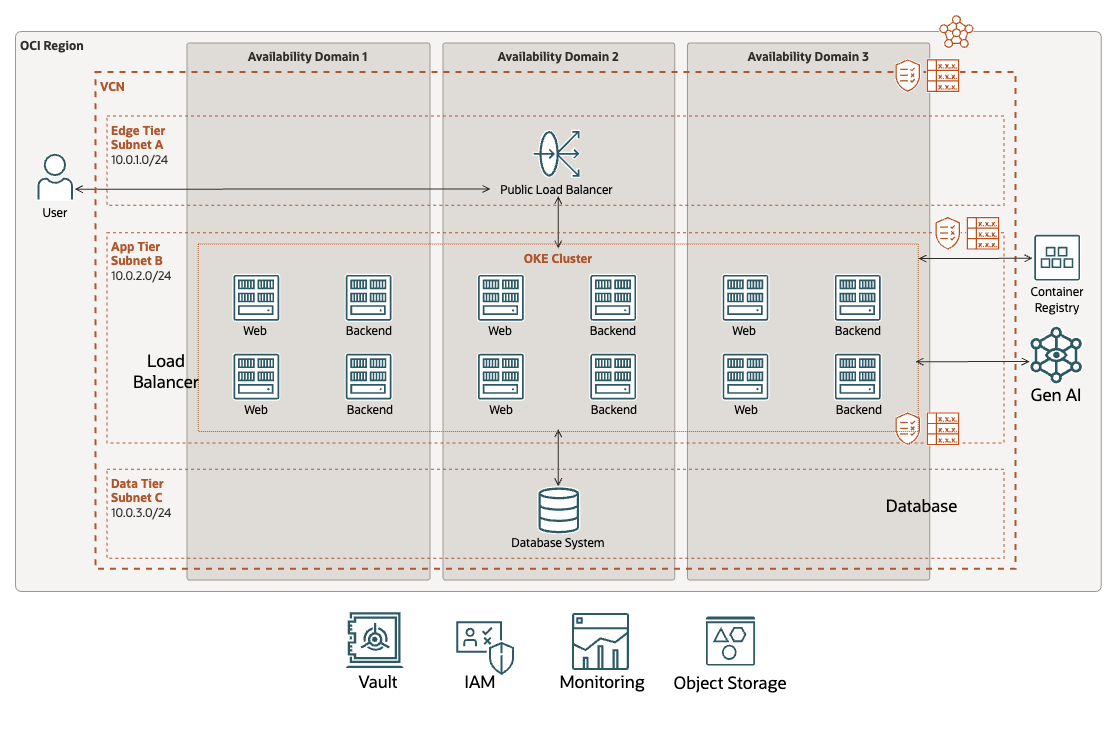 OCI Region
Availability Domain 1
Availability Domain 2
Availability Domain 3
VCN
Edge Tier
Subnet A
10.0.1.0/24
User
Public Load Balancer
App Tier
Subnet B
10.0.2.0/24
OKE Cluster
Web
Backend
Web
Backend
Web
Backend
Container
Registry
Load
Balancer
Web
Backend
Web
Backend
Web
Backend
Gen AI
Data Tier
Subnet C
10.0.3.0/24
Database
Database System
Vault
IAM
Monitoring
Object Storage